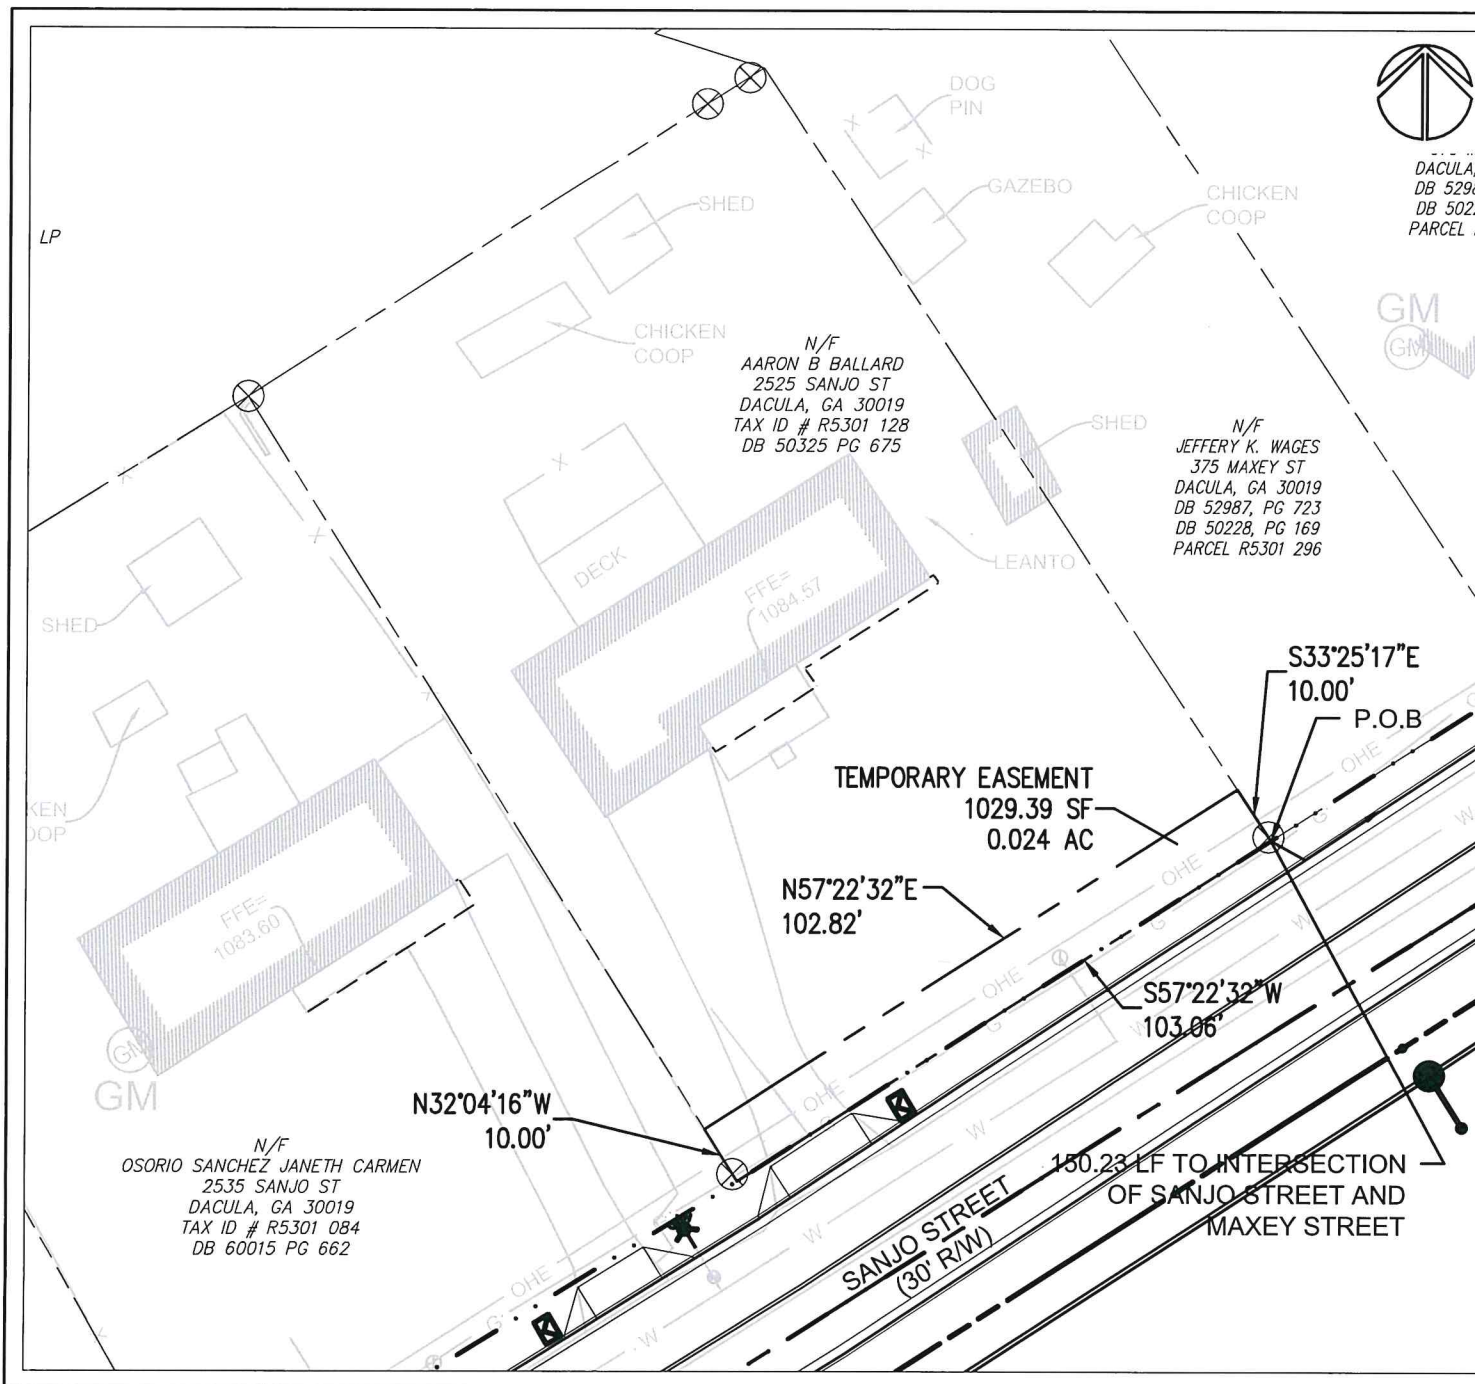 DOG
PIN
DACULA,
DB 
DB 
PARCEL
GAZEBO
CHICKEN
COOP
SHED
LP
GM
GM
CHICKEN
COOP
N/F
AARON B BALLARD
2525 SANJO ST
DACULA, GA 30019
TAX ID # R5301 128
DB 50325 PG 675
SHED
N/F
JEFFERY K. WAGES
375 MAXEY ST
DACULA, GA 30019
DB 52987, PG 723
DB 50228, PG 169
PARCEL R5301 296
X
X
X
X
X
X
DECK
FFE=
1084.57
LEANTO
SHED
S33°25'17"E
10.00'
P.O.B
TEMPORARY EASEMENT
1029.39 SF
0.024 AC
N57°22'32"E
102.82'
S57°22'32"W
103.06'
FFE=
1083.60
GM
GM
N32°04'16"W
10.00'
N/F
OSORIO SANCHEZ JANETH CARMEN
2535 SANJO ST
DACULA, GA 30019
TAX ID # R5301 084
DB 60015 PG 662
OHE
OHE
OHE
OHE
OHE
G
G
G
G
W
W
W
W
W
150.23 LF TO INTERSECTION
OF SANJO STREET AND
MAXEY STREET
SANJO STREET
(30' R/W)